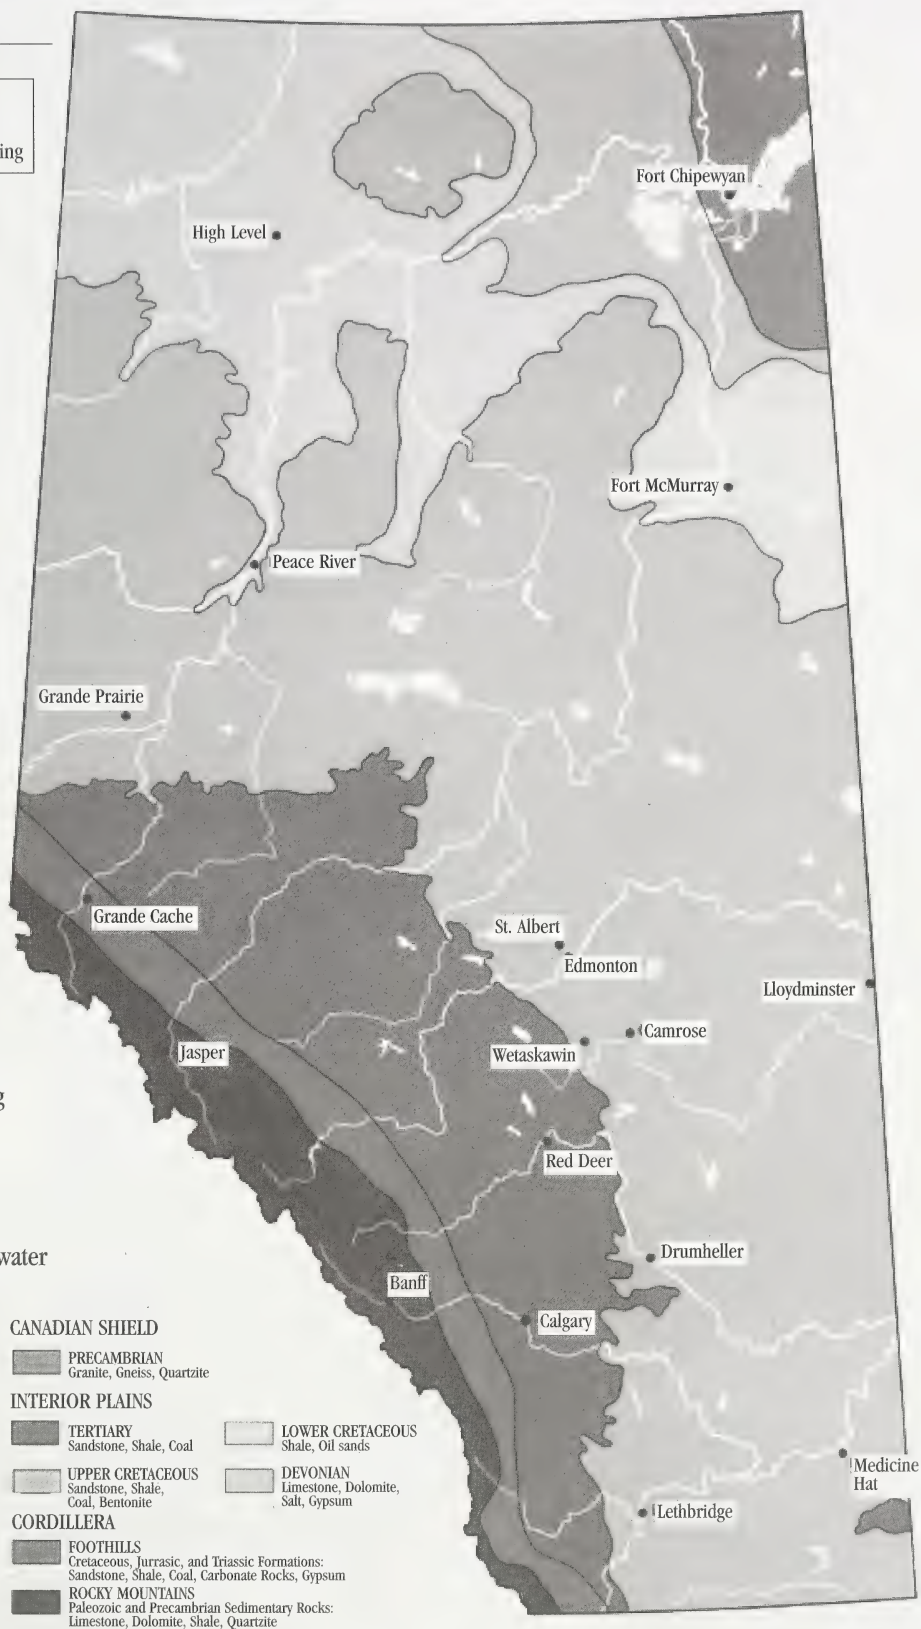 ing
Fort Chipewyan
High Level
Fort McMurray
Peace River
Grande Prairie
Grande Cache
St. Albert
Edmonton
Lloydminster
Camrose
Jasper
Wetaskawin
g
Red Deer
Drumheller
water
Banff
Calgary
Medicine
Hat
Lethbridge
CANADIAN SHIELD
PRECAMBRIAN
Granite, Gneiss, Quartzite
INTERIOR PLAINS
TERTIARY
Sandstone, Shale, Coal
LOWER CRETACEOUS
Shale, Oil sands
UPPER CRETACEOUS
Sandstone, Shale,
Coal, Bentonite
DEVONIAN
Limestone, Dolomite,
Salt, Gypsum
CORDILLERA
FOOTHILLS
Cretaceous, Jurrasic, and Triassic Formations:
Sandstone, Shale, Coal, Carbonate Rocks, Gypsum
ROCKY MOUNTAINS
Paleozoic and Precambrian Sedimentary Rocks:
Limestone, Dolomite, Shale, Quartzite